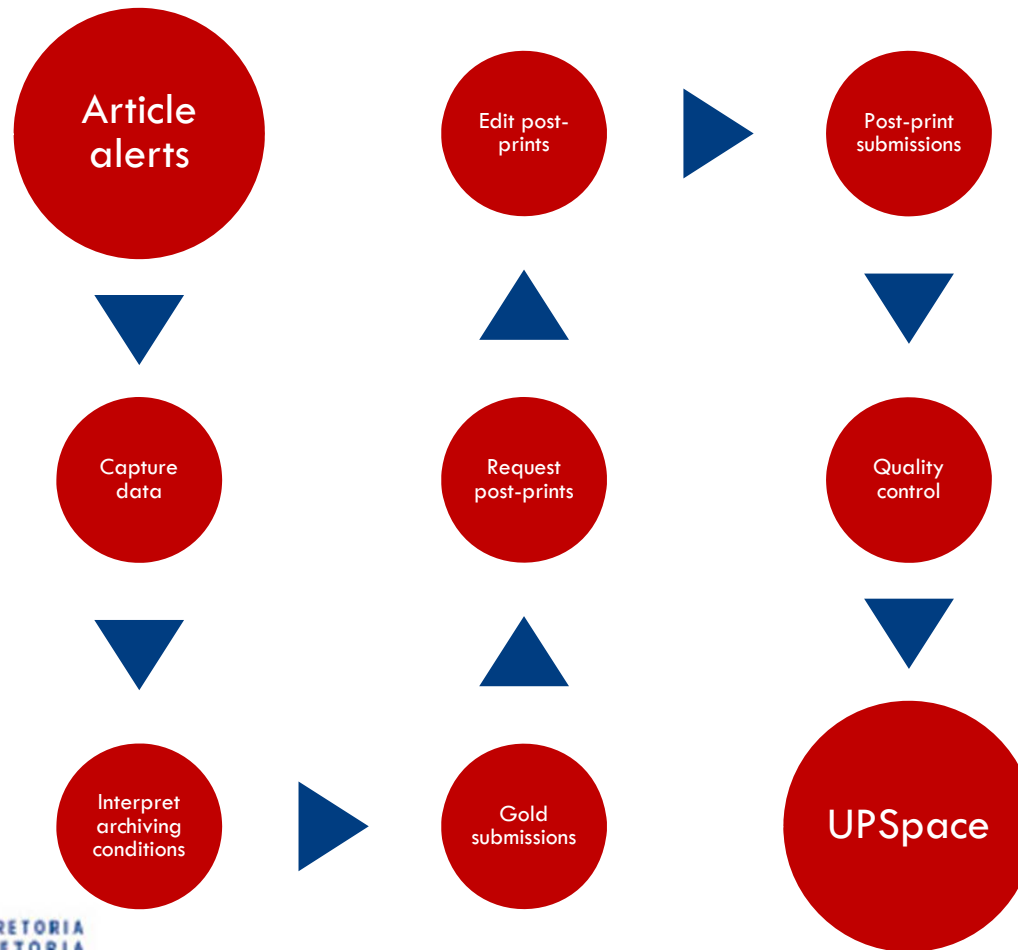 Article
alerts
Capture
data
Interpret
archiving
conditions
Gold
submissions
Request
post-prints
Edit post-
prints
Post-print
submissions
Quality
control
UPSpace
RETORIA